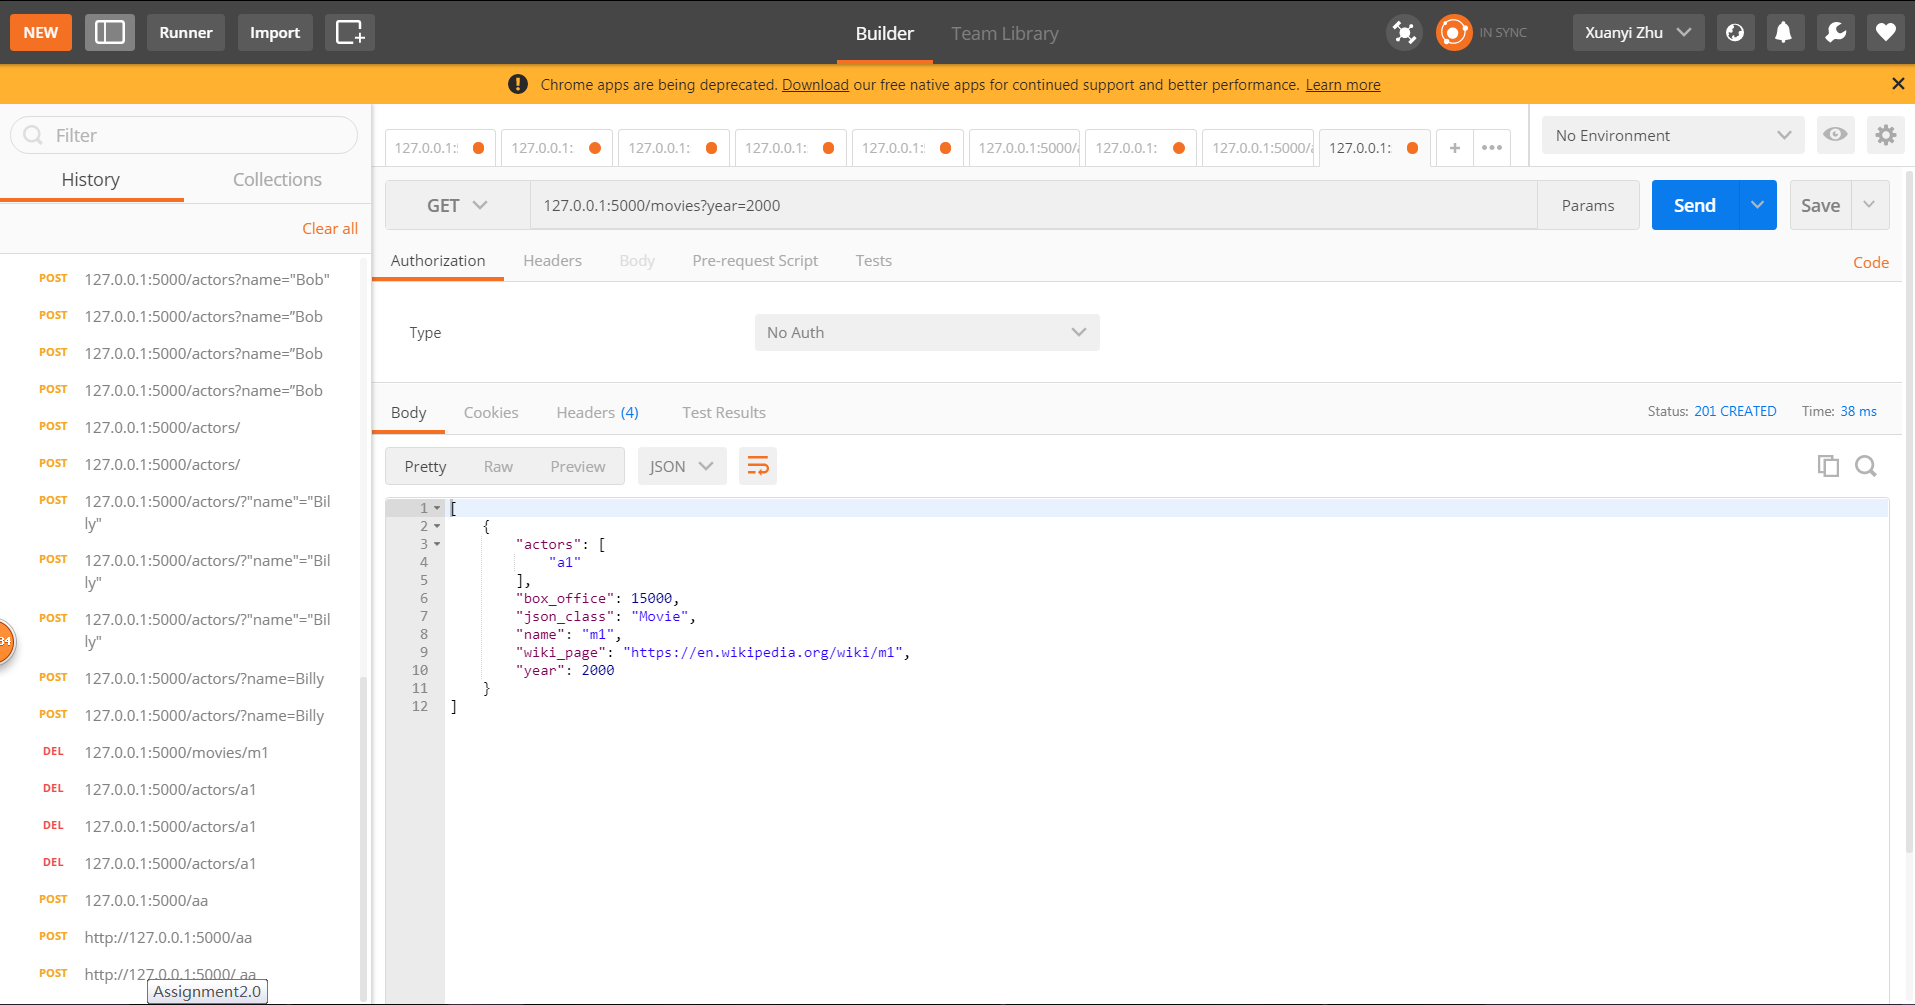 NEW
Runner
Import
Builder
Team Library
IN SYNC
Xuanyi Zhu
Chrome apps are being deprecated. Download our free native apps for continued support and better performance. Learn more
Filter
History
Collections
Clear all
POST 127.0.0.1:5000/actors?name="Bob"
POST 127.0.0.1:5000/actors?name=”Bob
POST 127.0.0.1:5000/actors?name=”Bob
POST 127.0.0.1:5000/actors?name=”Bob
POST 127.0.0.1:5000/actors/
POST 127.0.0.1:5000/actors/
POST 127.0.0.1:5000/actors/?"name"="Bil
ly"
POST 127.0.0.1:5000/actors/?"name"="Bil
ly"
POST 127.0.0.1:5000/actors/?"name"="Bil
ly"
POST 127.0.0.1:5000/actors/?name=Billy
POST 127.0.0.1:5000/actors/?name=Billy
DEL 127.0.0.1:5000/movies/m1
DEL 127.0.0.1:5000/actors/a1
DEL 127.0.0.1:5000/actors/a1
DEL 127.0.0.1:5000/actors/a1
POST 127.0.0.1:5000/aa
POST http://127.0.0.1:5000/aa
POST http://127.0.0.1:5000/ aa
Assignment2.0
34
127.0.0.1: 127.0.0.1: 127.0.0.1: 127.0.0.1: 127.0.0.1: 127.0.0.1:5000/ 127.0.0.1: 127.0.0.1:5000/ 127.0.0.1: + •••
No Environment
GET 127.0.0.1:5000/movies?year=2000 Params Send Save
Authorization Headers Body Pre-request Script Tests Code
Type No Auth
Body Cookies Headers (4) Test Results Status: 201 CREATED Time: 38 ms
Pretty Raw Preview JSON
1 [
2 {
3 "actors": [
4 "a1"
5 ],
6 "box_office": 15000,
7 "json_class": "Movie",
8 "name": "m1",
9 "wiki_page": "https://en.wikipedia.org/wiki/m1",
10 "year": 2000
11 }
12 ]